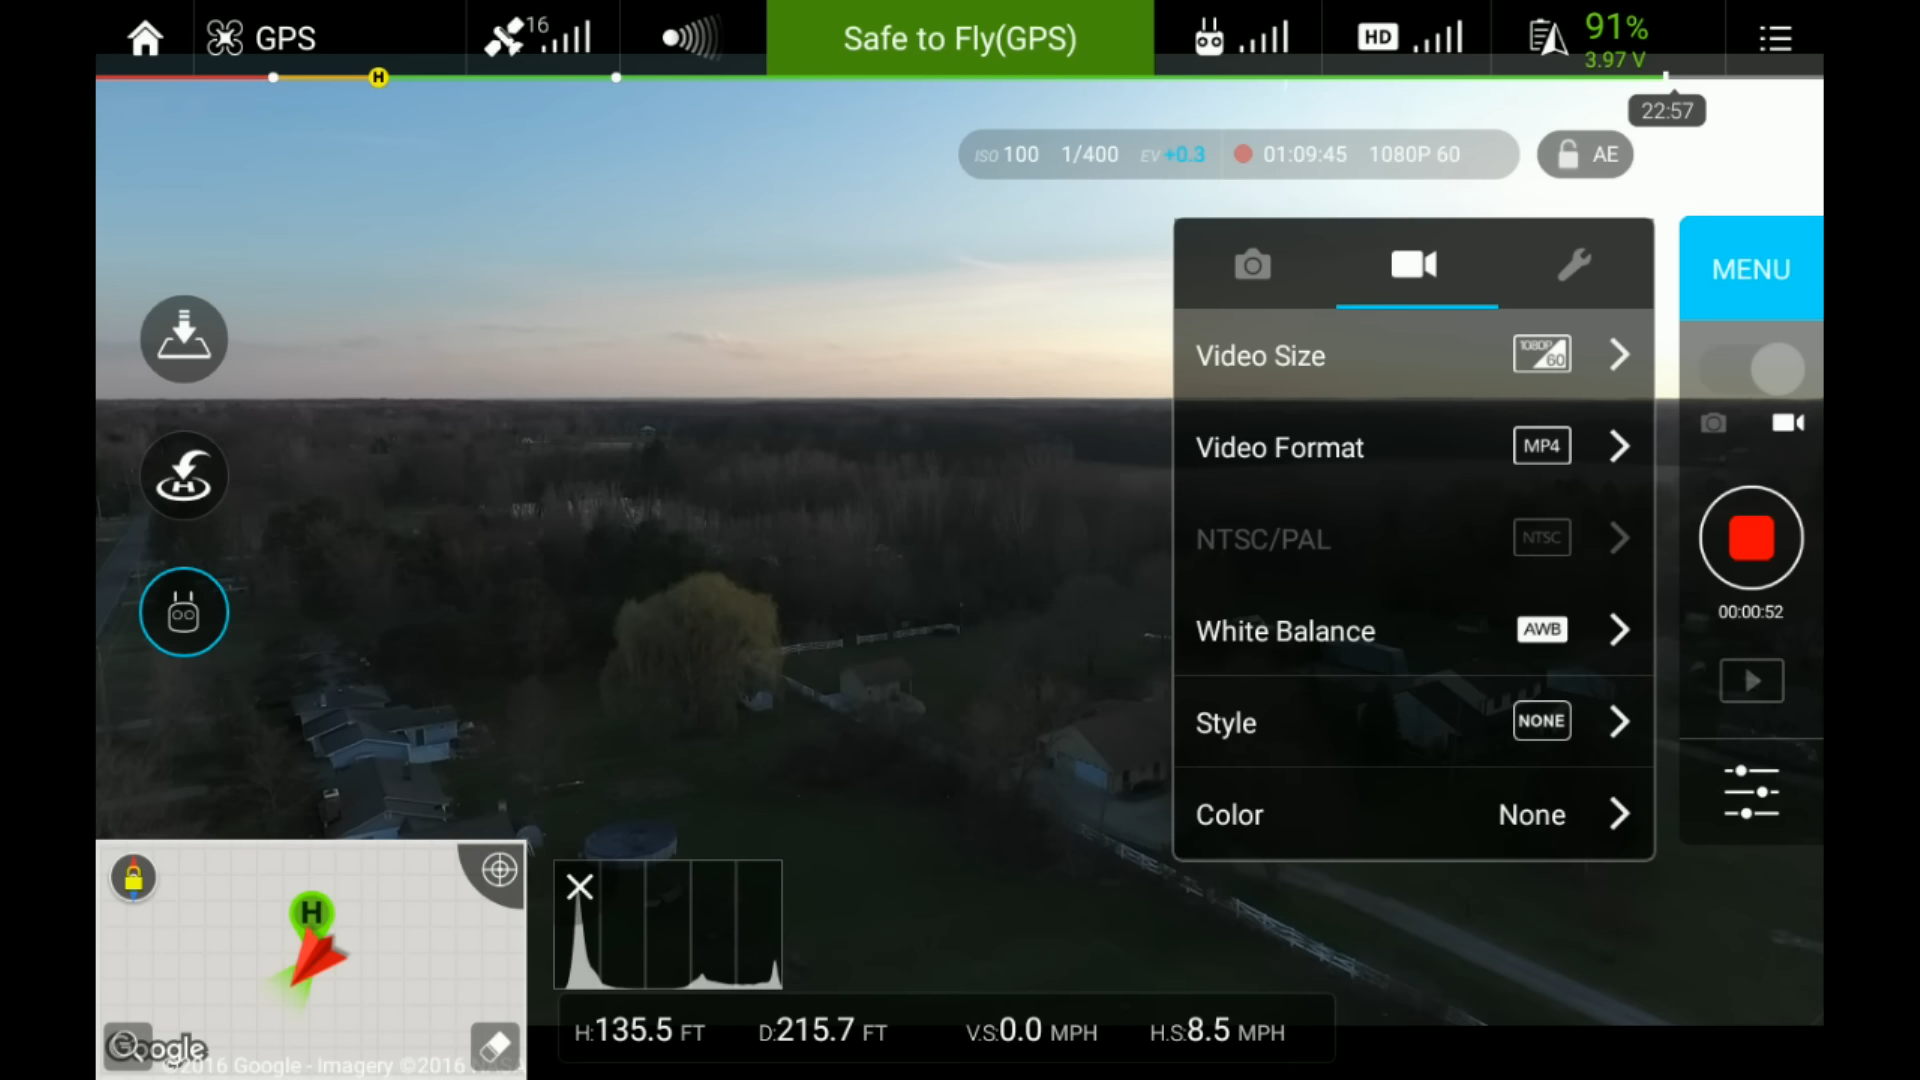 GPS
16
Safe to Fly(GPS)
HD
91%
3.97 V
H
22:57
ISO 100 1/400 EV +0.3 01:09:45 1080P 60
AE
MENU
Video Size 1080P 60
Video Format MP4
NTSC/PAL NTSC
White Balance AWB
Style NONE
Color None
00:00:52
H
H
Google
©2016 Google - Imagery ©2016
H:135.5 FT D:215.7 FT V.S:0.0 MPH H.S:8.5 MPH